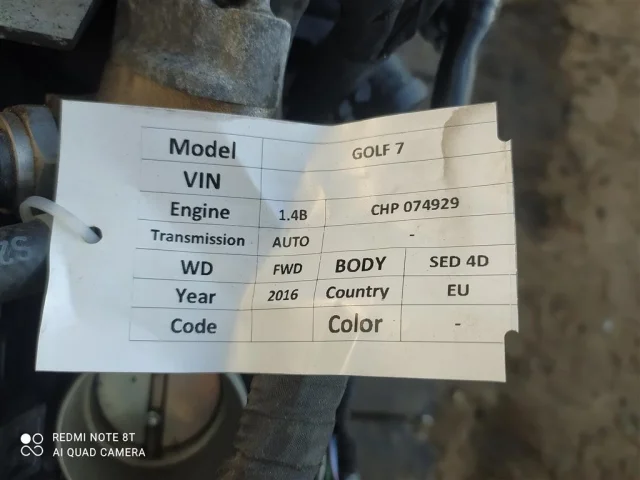 Model GOLF 7
VIN
Engine 1.4B CHP 074929
Transmission AUTO -
WD FWD BODY SED 4D
Year 2016 Country EU
Code Color -
REDMI NOTE 8T
AI QUAD CAMERA